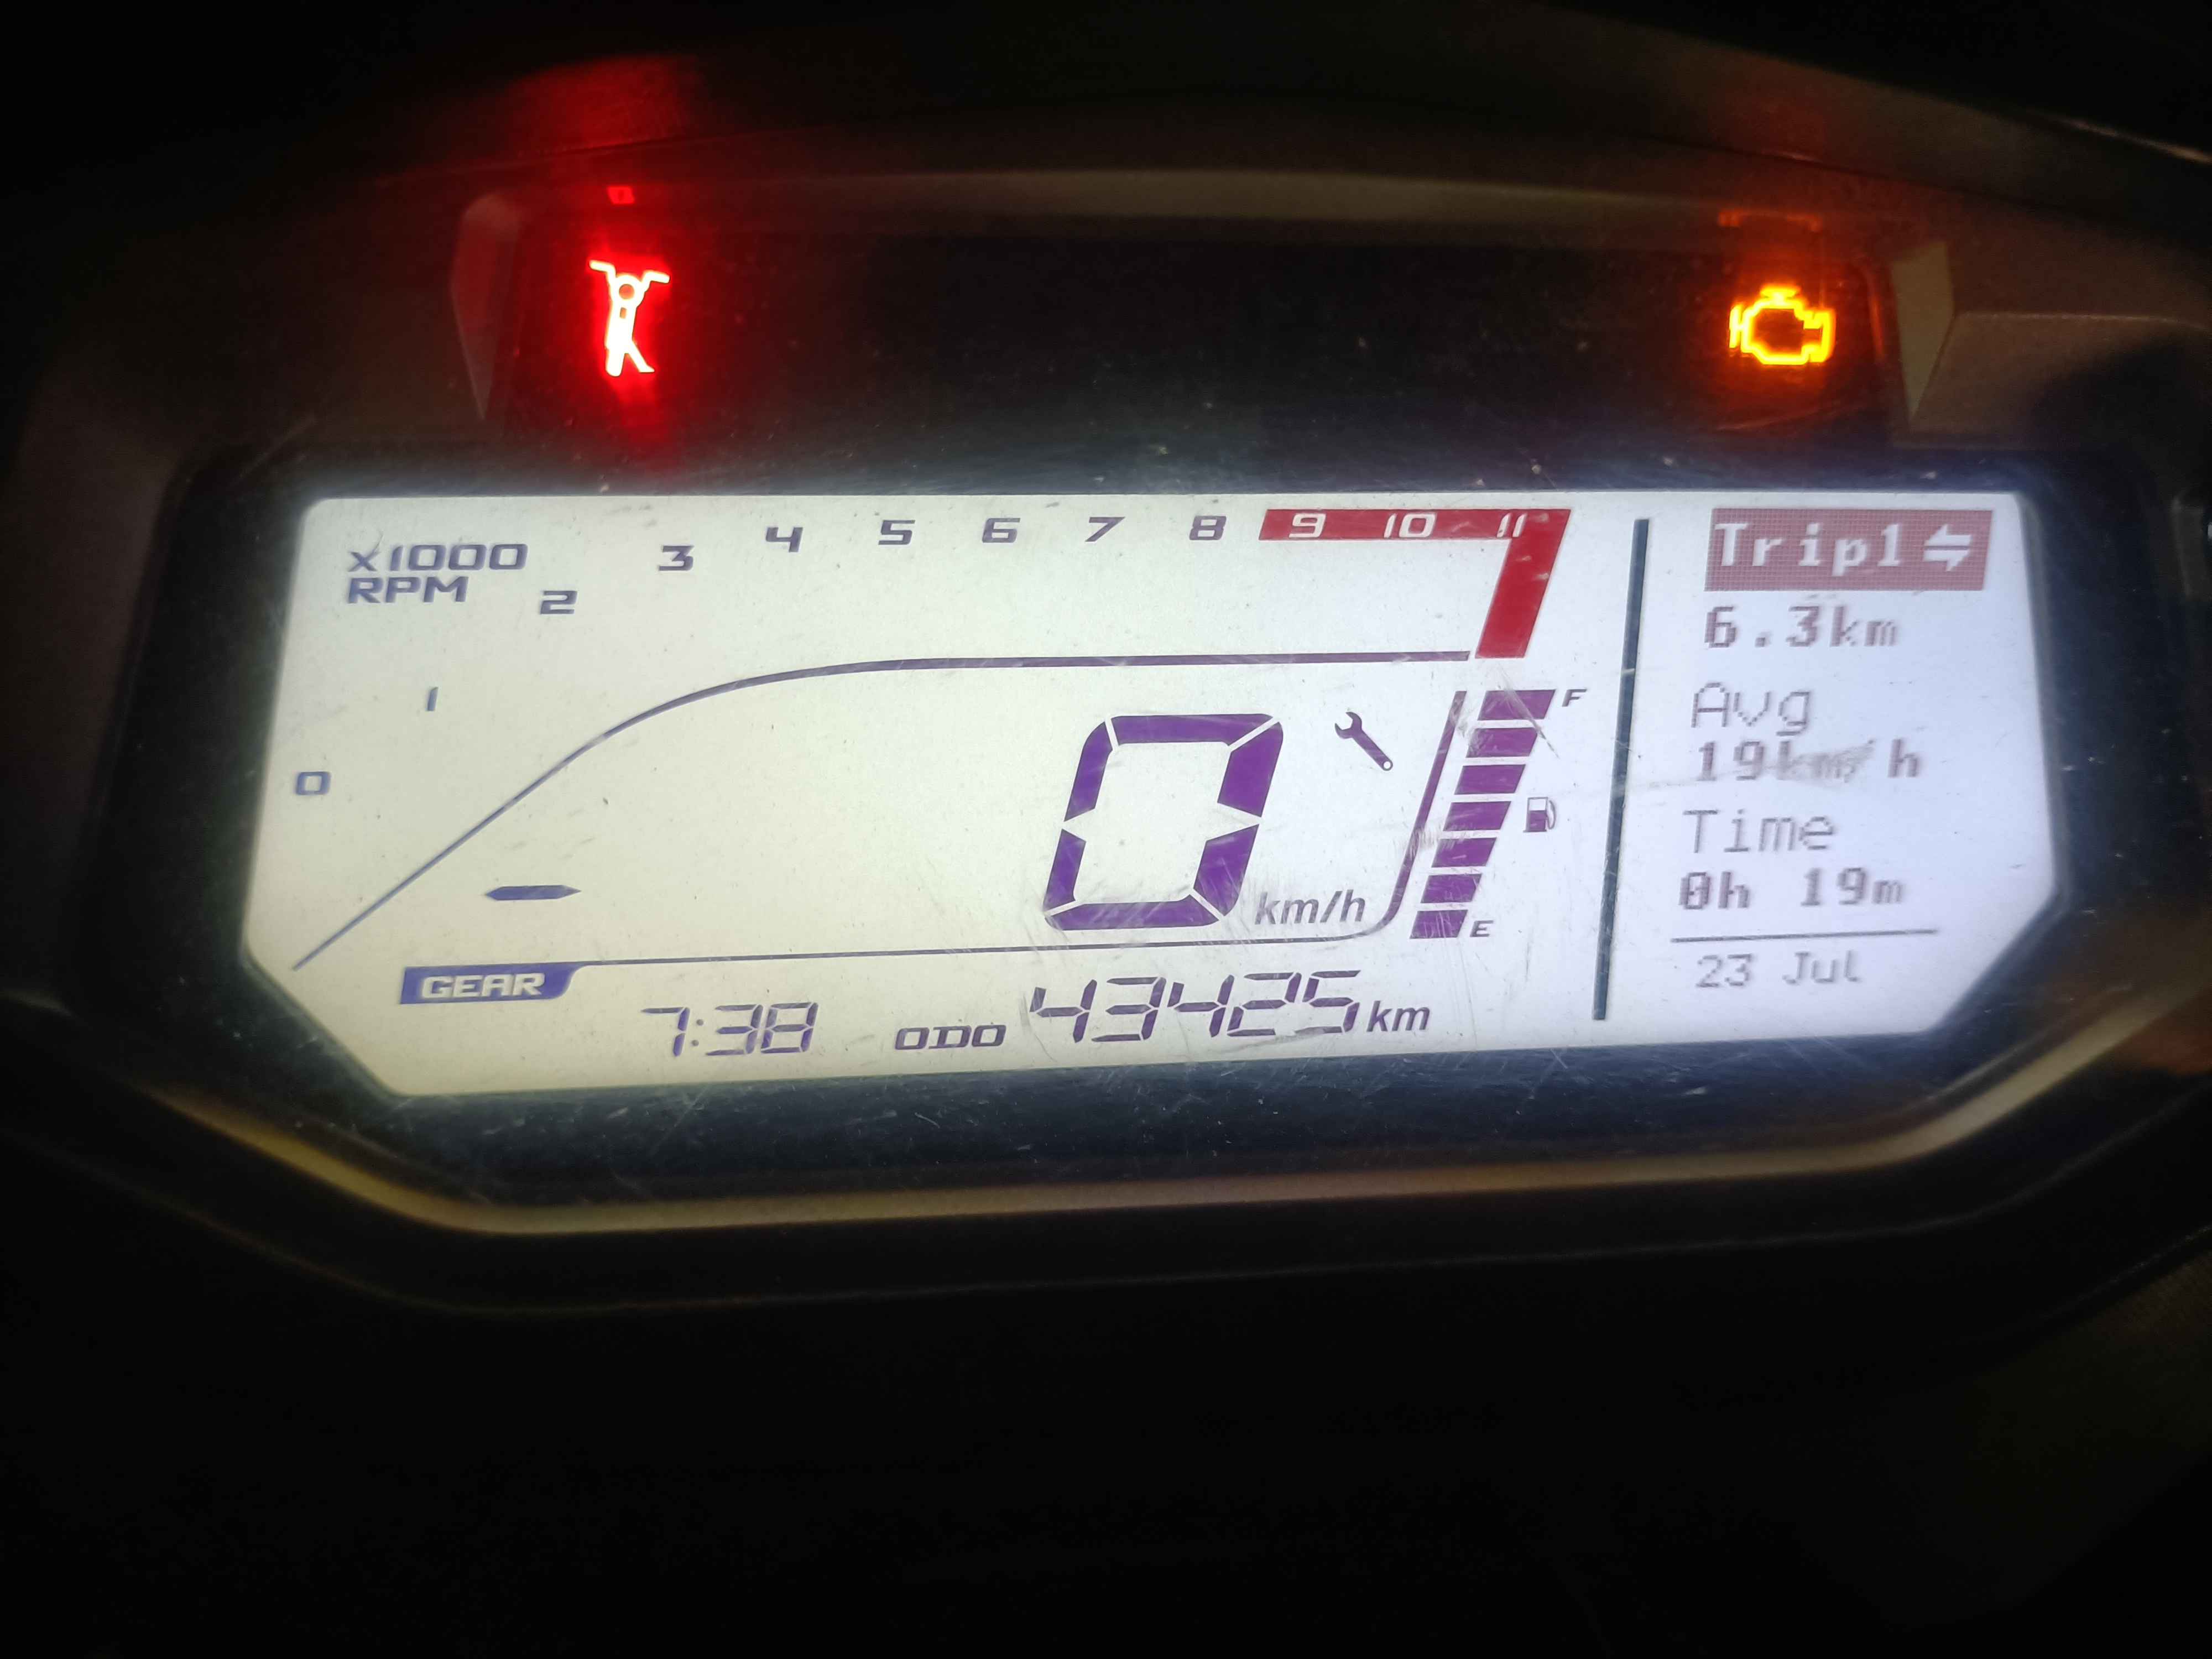 x1000
RPM
0 1 2 3 4 5 6 7 8 9 10 11
0 km/h
F
E
GEAR
7:38 ODO 43425 km
Trip1
6.3km
Avg
19km/h
Time
0h 19m
23 Jul